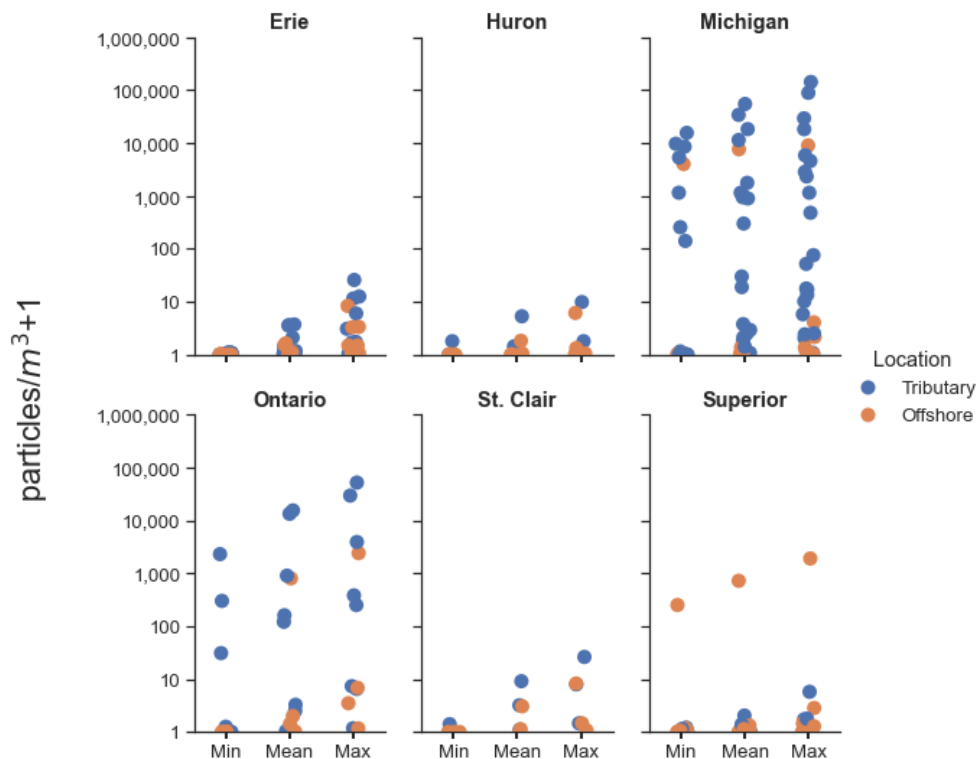 Erie Huron Michigan
1,000,000
100,000
10,000
1,000
100
10
1
particles/m³+1
Location
Tributary
Offshore
Ontario St. Clair Superior
1,000,000
100,000
10,000
1,000
100
10
1
Min Mean Max Min Mean Max Min Mean Max